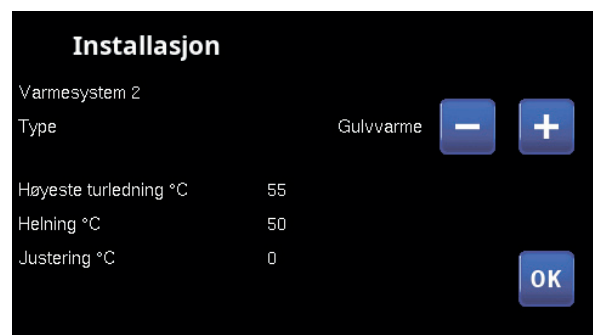 Installasjon
Varmesystem 2
Type Gulvvarme − +
Høyeste turledning °C 55
Helning °C 50
Justering °C 0
OK